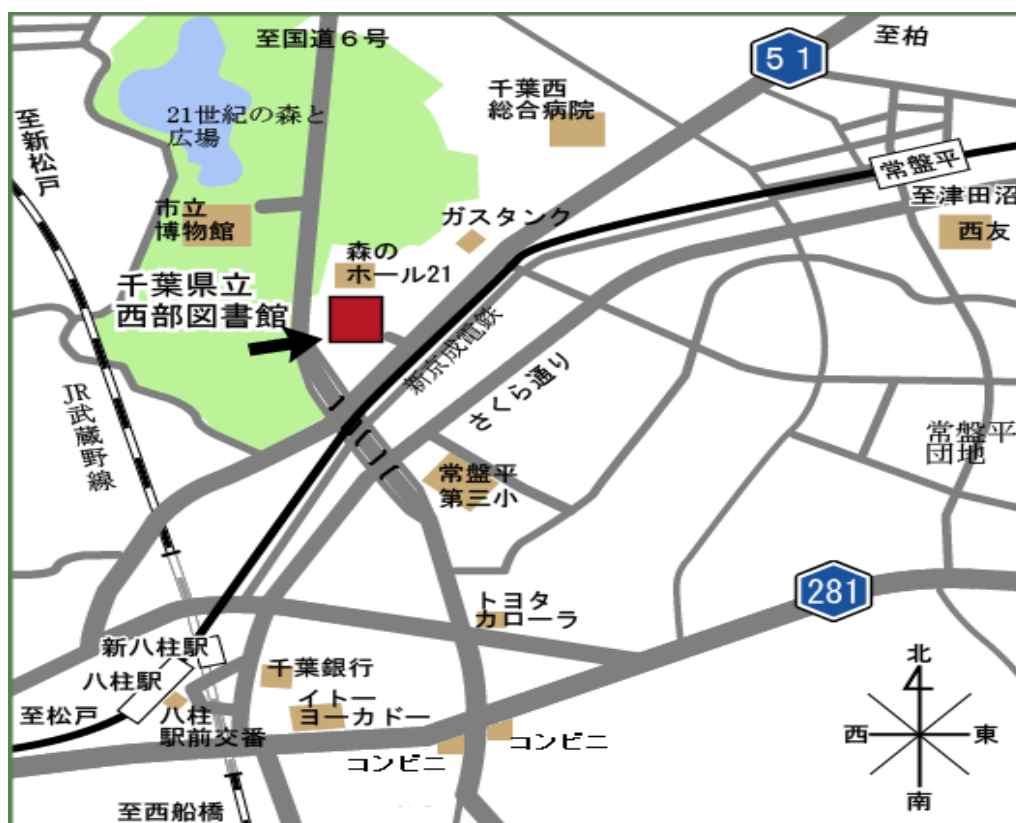 至国道6号
至柏
51
千葉西
総合病院
21世紀の森と
広場
至新松戸
常盤平
至津田沼
西友
市立
博物館
ガスタンク
森の
ホール21
千葉県立
西部図書館
新京成電鉄
さくら通り
JR武蔵野線
常盤平
団地
常盤平
第三小
281
トヨタ
カローラ
新八柱駅
八柱駅
千葉銀行
至松戸
八柱
駅前交番
イトー
ヨーカドー
コンビニ
コンビニ
至西船橋
北
西
東
南